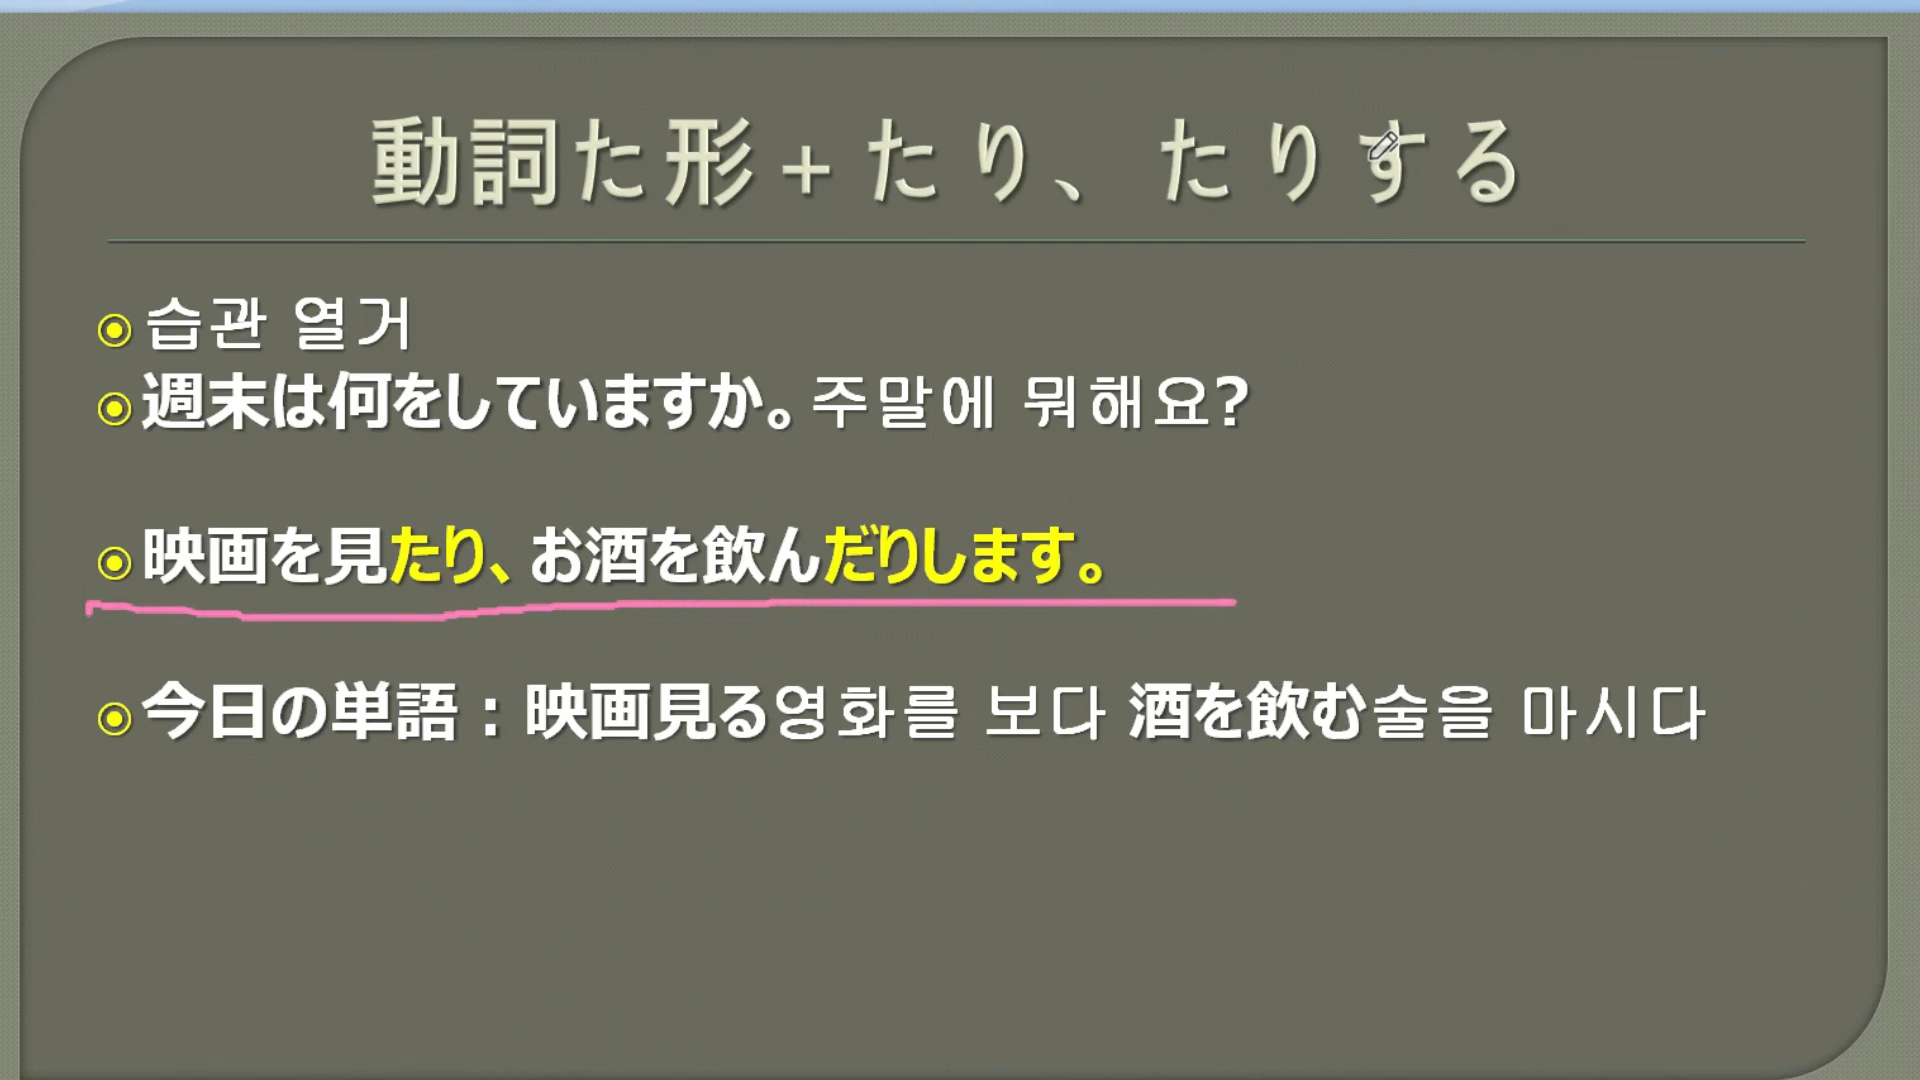 動詞た形+たり、たりする
습관 열거
週末は何をしていますか。주말에 뭐해요?
映画を見たり、お酒を飲んだりします。
今日の単語：映画見る영화를 보다 酒を飲む술을 마시다